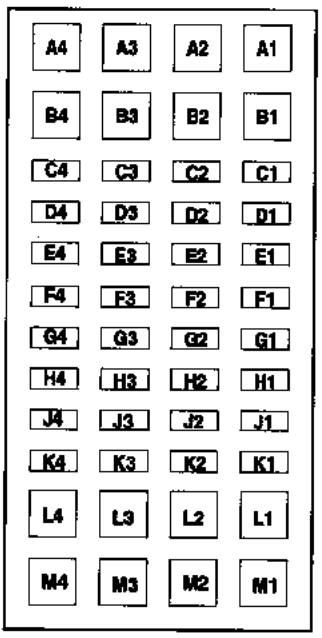 A4 A3 A2 A1
B4 B3 B2 B1
C4 C3 C2 C1
D4 D3 D2 D1
E4 E3 E2 E1
F4 F3 F2 F1
G4 G3 G2 G1
H4 H3 H2 H1
J4 J3 J2 J1
K4 K3 K2 K1
L4 L3 L2 L1
M4 M3 M2 M1